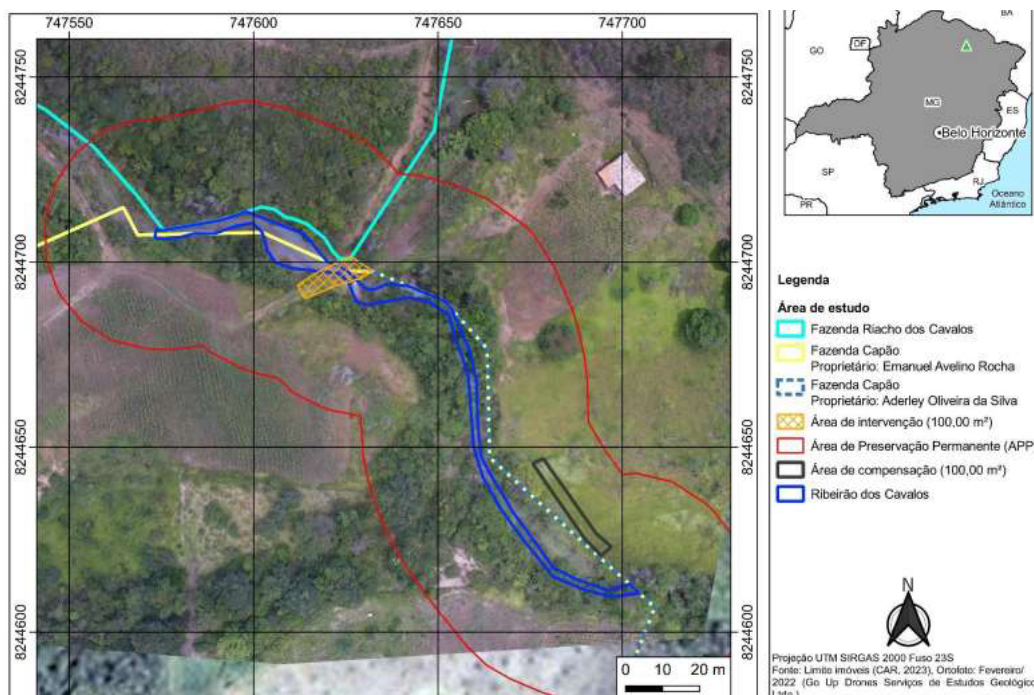 747550
747600
747650
747700
8244750
8244750
8244700
8244700
8244650
8244650
8244600
8244600
0 10 20 m
BA
GO
DF
MG
ES
Belo Horizonte
SP
RJ
Oceano
Atlântico
PR
Legenda
Área de estudo
Fazenda Riacho dos Cavalos
Fazenda Capão
Proprietário: Emanuel Avelino Rocha
Fazenda Capão
Proprietário: Aderley Oliveira da Silva
Área de intervenção (100,00 m²)
Área de Preservação Permanente (APP
Área de compensação (100,00 m²)
Ribeirão dos Cavalos
N
Projeção UTM SIRGAS 2000 Fuso 23S
Fonte: Limite imóveis (CAR, 2023), Ortofoto: Fevereiro/
2022 (Go Up Drones Serviços de Estudos Geológico